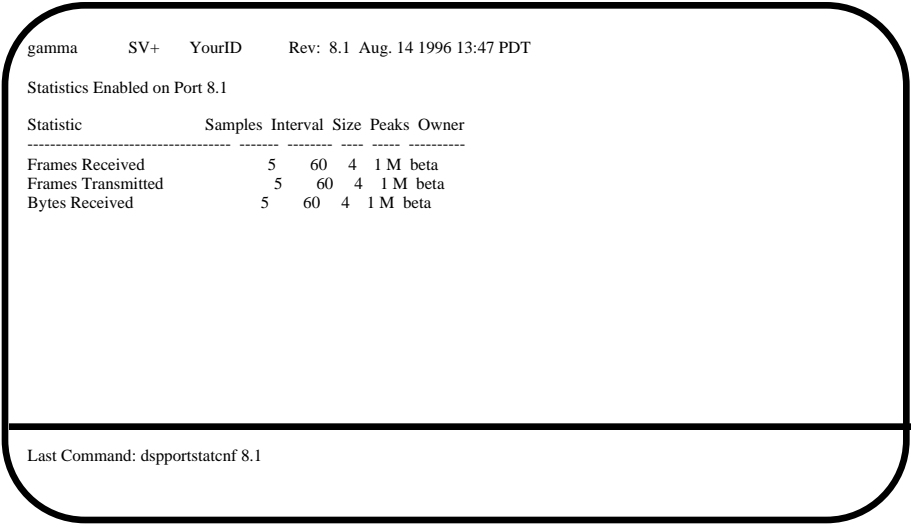 gamma SV+ YourID Rev: 8.1 Aug. 14 1996 13:47 PDT
Statistics Enabled on Port 8.1
Statistic Samples Interval Size Peaks Owner
------------------------------------ ------- -------- ---- ----- ----------
Frames Received 5 60 4 1 M beta
Frames Transmitted 5 60 4 1 M beta
Bytes Received 5 60 4 1 M beta
Last Command: dspportstatcnf 8.1